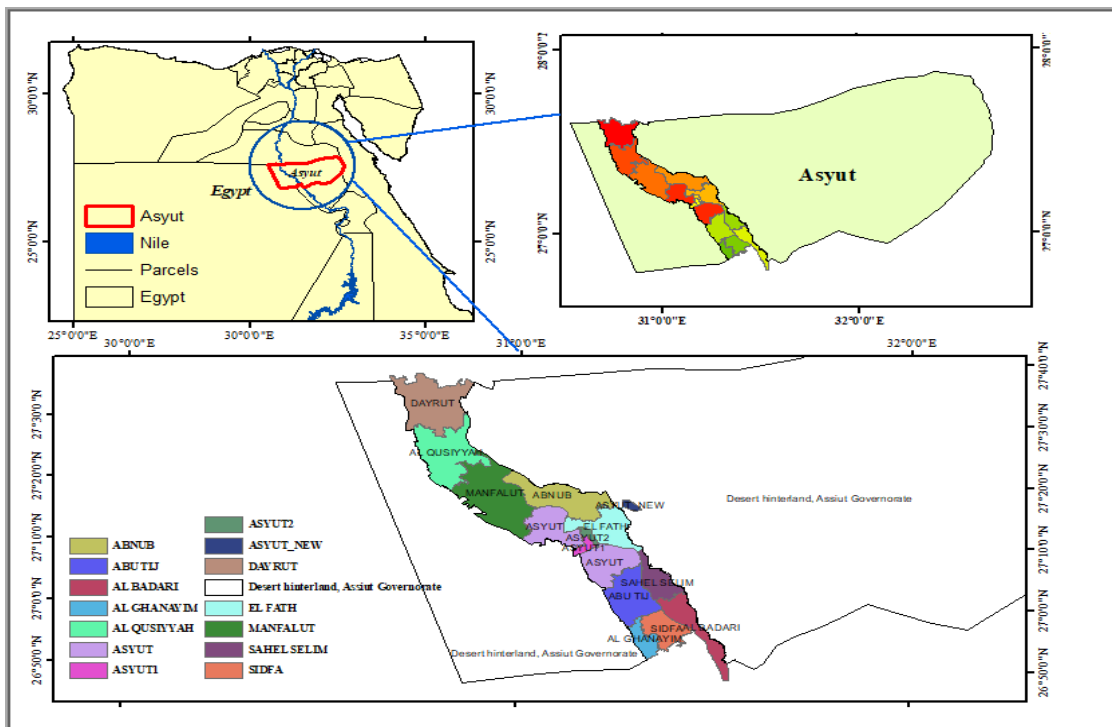 30°0'0"N
25°0'0"N
30°0'0"N
25°0'0"N
Asyut
Egypt
Asyut
Nile
Parcels
Egypt
25°0'0"E
30°0'0"E
35°0'0"E
28°0'0"N
27°0'0"N
28°0'0"N
27°0'0"N
Asyut
31°0'0"E
32°0'0"E
30°0'0"E
31°0'0"E
32°0'0"E
27°30'0"N
27°20'0"N
27°10'0"N
27°0'0"N
26°50'0"N
27°40'0"N
27°30'0"N
27°20'0"N
27°10'0"N
27°0'0"N
26°50'0"N
DAYRUT
AL QUSIYYAH
MANFALUT
ABNUB
ASYUT_NEW
Desert hinterland, Assiut Governorate
ASYUT
EL FATH
ASYUT2
ASYUT1
ASYUT
SAHEL SELIM
ABU TIJ
SIDFA
AL BADARI
AL GHANAYIM
Desert hinterland, Assiut Governorate
ABNUB
ABU TIJ
AL BADARI
AL GHANAYIM
AL QUSIYYAH
ASYUT
ASYUT1
ASYUT2
ASYUT_NEW
DAYRUT
Desert hinterland, Assiut Governorate
EL FATH
MANFALUT
SAHEL SELIM
SIDFA